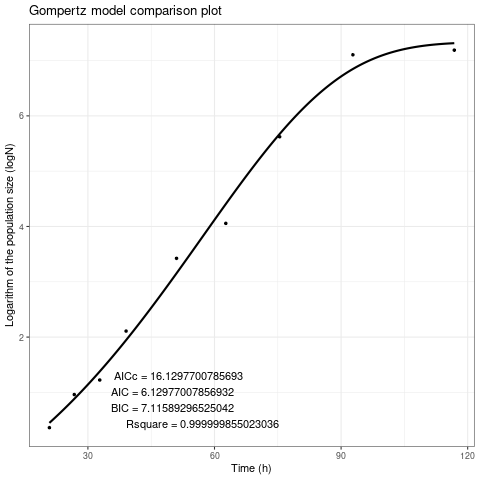 Gompertz model comparison plot
Logarithm of the population size (logN)
6
4
2
AICc = 16.1297700785693
AIC = 6.12977007856932
BIC = 7.11589296525042
Rsquare = 0.999999855023036
30
60
90
120
Time (h)